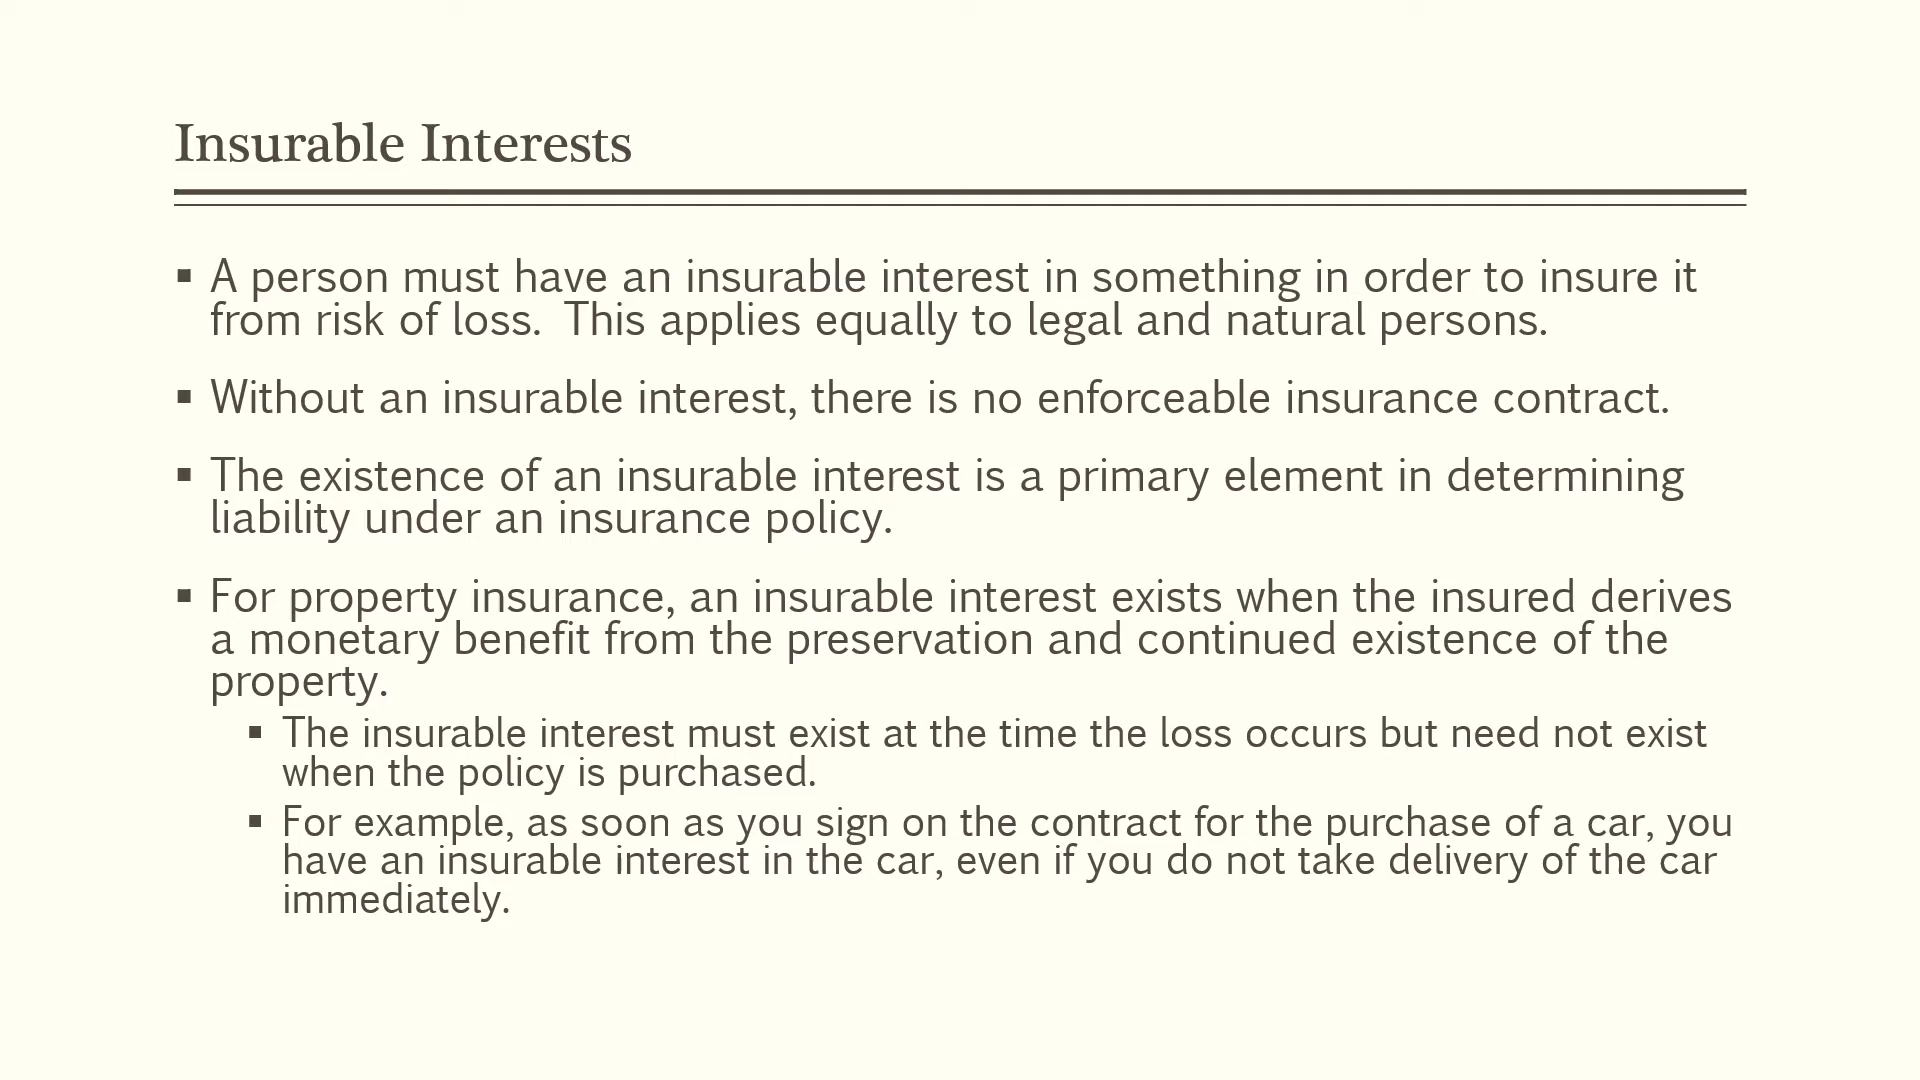 Insurable Interests
▪ A person must have an insurable interest in something in order to insure it
from risk of loss.  This applies equally to legal and natural persons.
▪ Without an insurable interest, there is no enforceable insurance contract.
▪ The existence of an insurable interest is a primary element in determining
liability under an insurance policy.
▪ For property insurance, an insurable interest exists when the insured derives
a monetary benefit from the preservation and continued existence of the
property.
▪ The insurable interest must exist at the time the loss occurs but need not exist
when the policy is purchased.
▪ For example, as soon as you sign on the contract for the purchase of a car, you
have an insurable interest in the car, even if you do not take delivery of the car
immediately.